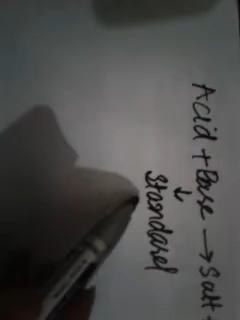 Acid + Base → Salt +
↓
Standard